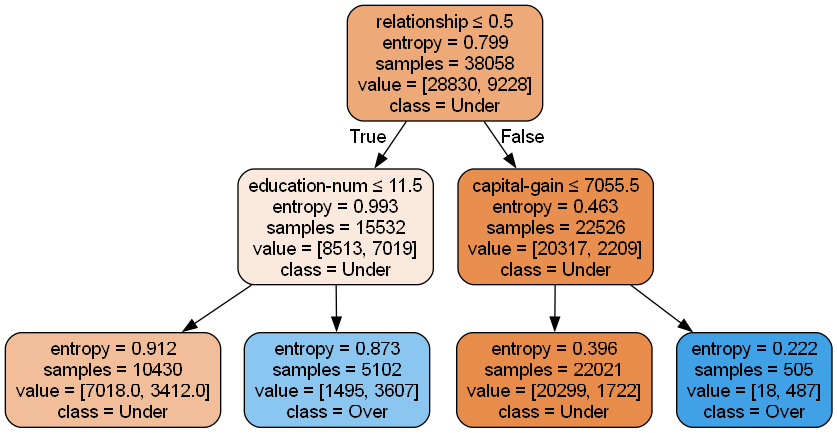 relationship ≤ 0.5
entropy = 0.799
samples = 38058
value = [28830, 9228]
class = Under
True
False
education-num ≤ 11.5
entropy = 0.993
samples = 15532
value = [8513, 7019]
class = Under
capital-gain ≤ 7055.5
entropy = 0.463
samples = 22526
value = [20317, 2209]
class = Under
entropy = 0.912
samples = 10430
value = [7018.0, 3412.0]
class = Under
entropy = 0.873
samples = 5102
value = [1495, 3607]
class = Over
entropy = 0.396
samples = 22021
value = [20299, 1722]
class = Under
entropy = 0.222
samples = 505
value = [18, 487]
class = Over